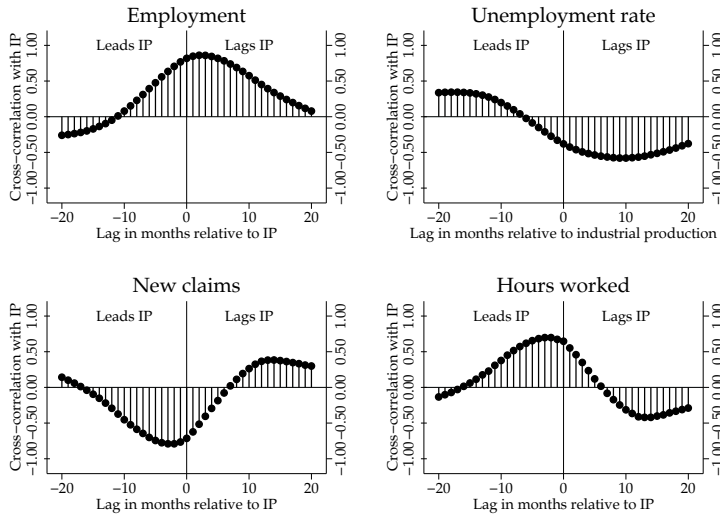 Employment
Leads IP Lags IP
Cross−correlation with IP
1.00
0.50
0.00
−0.50
−1.00
1.00
0.50
0.00
−0.50
−1.00
−20 −10 0 10 20
Lag in months relative to IP
Unemployment rate
Leads IP Lags IP
Cross−correlation with IP
1.00
0.50
0.00
−0.50
−1.00
1.00
0.50
0.00
−0.50
−1.00
−20 −10 0 10 20
Lag in months relative to industrial production
New claims
Leads IP Lags IP
Cross−correlation with IP
1.00
0.50
0.00
−0.50
−1.00
1.00
0.50
0.00
−0.50
−1.00
−20 −10 0 10 20
Lag in months relative to IP
Hours worked
Leads IP Lags IP
Cross−correlation with IP
1.00
0.50
0.00
−0.50
−1.00
1.00
0.50
0.00
−0.50
−1.00
−20 −10 0 10 20
Lag in months relative to IP